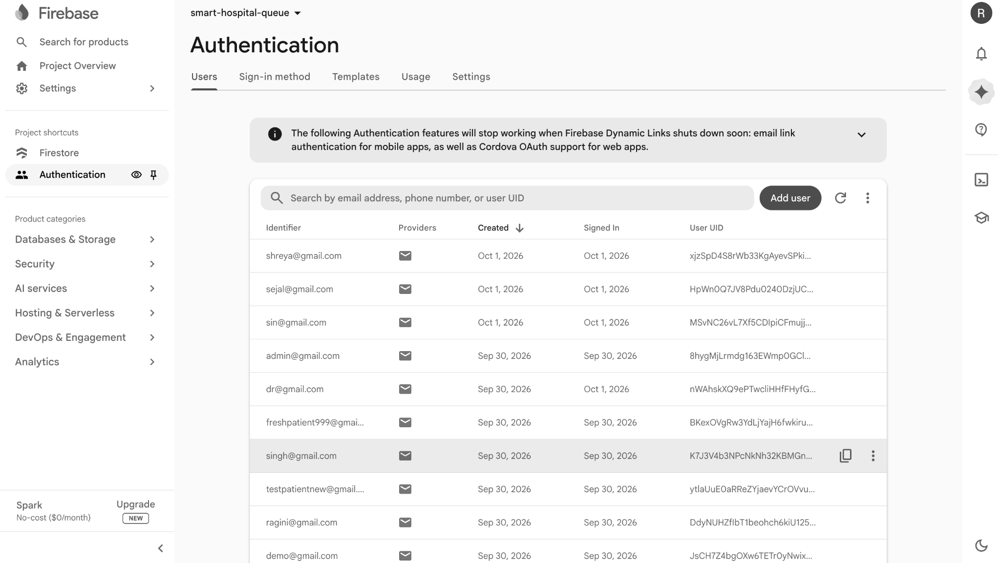 Firebase
Search for products
Project Overview
Settings
Project shortcuts
Firestore
Authentication
Product categories
Databases & Storage
Security
AI services
Hosting & Serverless
DevOps & Engagement
Analytics
Spark
No-cost ($0/month)
Upgrade
NEW
smart-hospital-queue
Authentication
Users Sign-in method Templates Usage Settings
The following Authentication features will stop working when Firebase Dynamic Links shuts down soon: email link
authentication for mobile apps, as well as Cordova OAuth support for web apps.
Search by email address, phone number, or user UID
Add user
Identifier Providers Created Signed In User UID
shreya@gmail.com Oct 1, 2026 Oct 1, 2026 xjzSpD4S8rWb33KgAyevSPki...
sejal@gmail.com Oct 1, 2026 Oct 1, 2026 HpWn0Q7JV8Pdu024ODzjUC...
sin@gmail.com Oct 1, 2026 Oct 1, 2026 MSvNC26vL7Xf5CDIpiCFmujj...
admin@gmail.com Sep 30, 2026 Sep 30, 2026 8hygMjLrmdg163EWmp0GCl...
dr@gmail.com Sep 30, 2026 Oct 1, 2026 nWAhskXQ9ePTwcliHHfFHyfG...
freshpatient999@gmai... Sep 30, 2026 Sep 30, 2026 BKexOVgRw3YdLjYajH6fwkiru...
singh@gmail.com Sep 30, 2026 Sep 30, 2026 K7J3V4b3NPcNkNh32KBMGn...
testpatientnew@gmail.... Sep 30, 2026 Sep 30, 2026 ytlaUuE0aRReZYjaevYCrOVvu...
ragini@gmail.com Sep 30, 2026 Sep 30, 2026 DdyNUHZfIbT1beohch6kiU125...
demo@gmail.com Sep 30, 2026 Sep 30, 2026 JsCH7Z4bgOXw6TETr0yNwix...
R